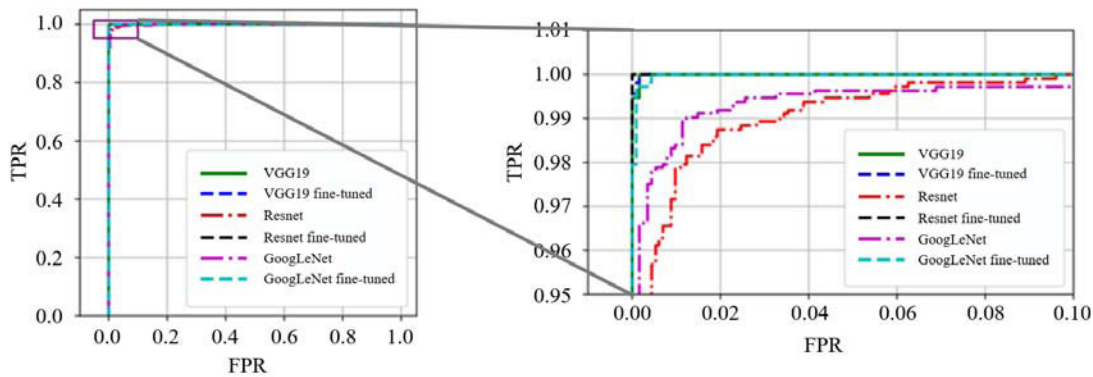 1.0
0.8
0.6
0.4
0.2
0.0
TPR
VGG19
VGG19 fine-tuned
Resnet
Resnet fine-tuned
GoogLeNet
GoogLeNet fine-tuned
0.0 0.2 0.4 0.6 0.8 1.0
FPR
1.01
1.00
0.99
0.98
0.97
0.96
0.95
TPR
VGG19
VGG19 fine-tuned
Resnet
Resnet fine-tuned
GoogLeNet
GoogLeNet fine-tuned
0.00 0.02 0.04 0.06 0.08 0.10
FPR